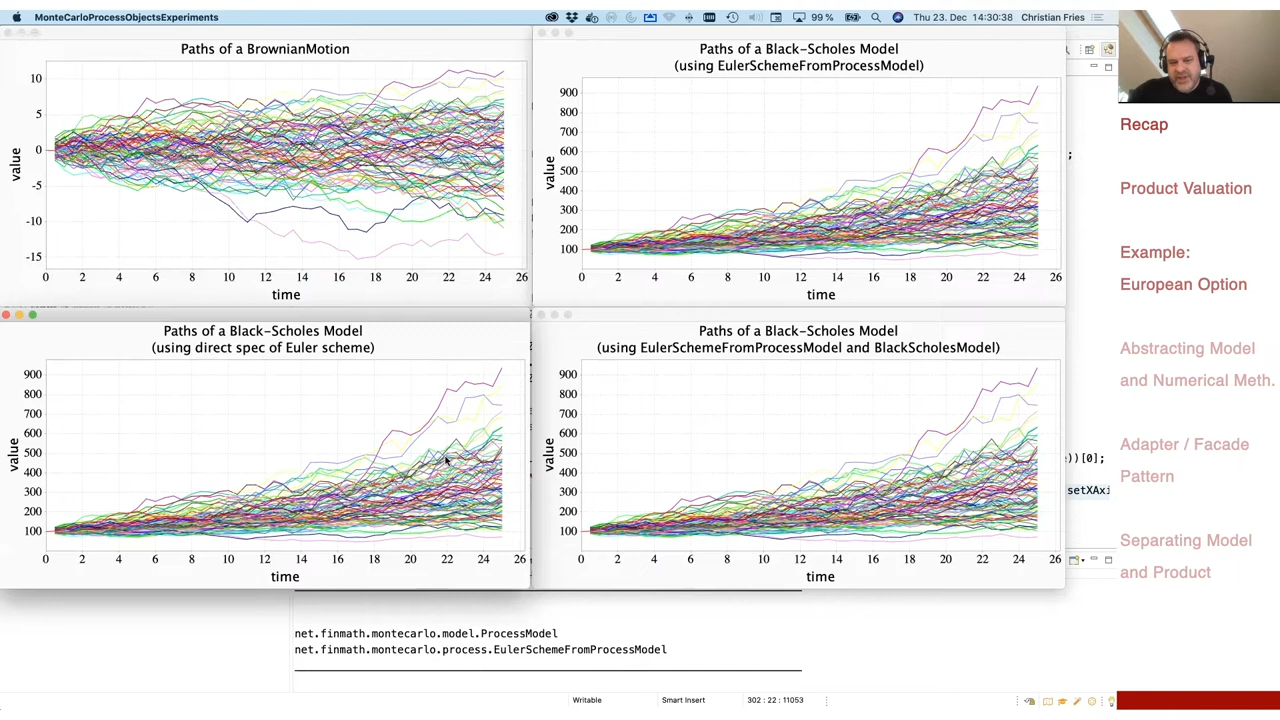 MonteCarloProcessObjectsExperiments
99 %
Thu 23. Dec 14:30:38
Christian Fries
Paths of a BrownianMotion
10
5
0
-5
-10
-15
value
0 2 4 6 8 10 12 14 16 18 20 22 24 26
time
Paths of a Black-Scholes Model
(using EulerSchemeFromProcessModel)
900
800
700
600
500
400
300
200
100
value
0 2 4 6 8 10 12 14 16 18 20 22 24 26
time
;
Paths of a Black-Scholes Model
(using direct spec of Euler scheme)
900
800
700
600
500
400
300
200
100
value
0 2 4 6 8 10 12 14 16 18 20 22 24 26
time
Paths of a Black-Scholes Model
(using EulerSchemeFromProcessModel and BlackScholesModel)
900
800
700
600
500
400
300
200
100
value
0 2 4 6 8 10 12 14 16 18 20 22 24 26
time
))[0];
setXAxi
net.finmath.montecarlo.model.ProcessModel
net.finmath.montecarlo.process.EulerSchemeFromProcessModel
Writable
Smart Insert
302 : 22 : 11053
Recap
Product Valuation
Example:
European Option
Abstracting Model
and Numerical Meth.
Adapter / Facade
Pattern
Separating Model
and Product